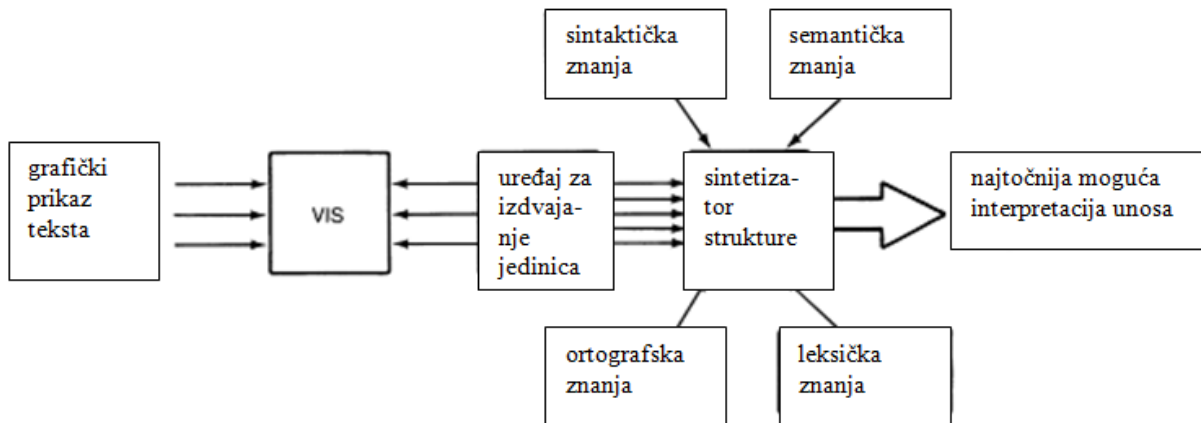 sintaktička
znanja
semantička
znanja
grafički
prikaz
teksta
VIS
uređaj za
izdvaja-
nje
jedinica
sintetiza-
tor
strukture
najtočnija moguća
interpretacija unosa
ortografska
znanja
leksička
znanja